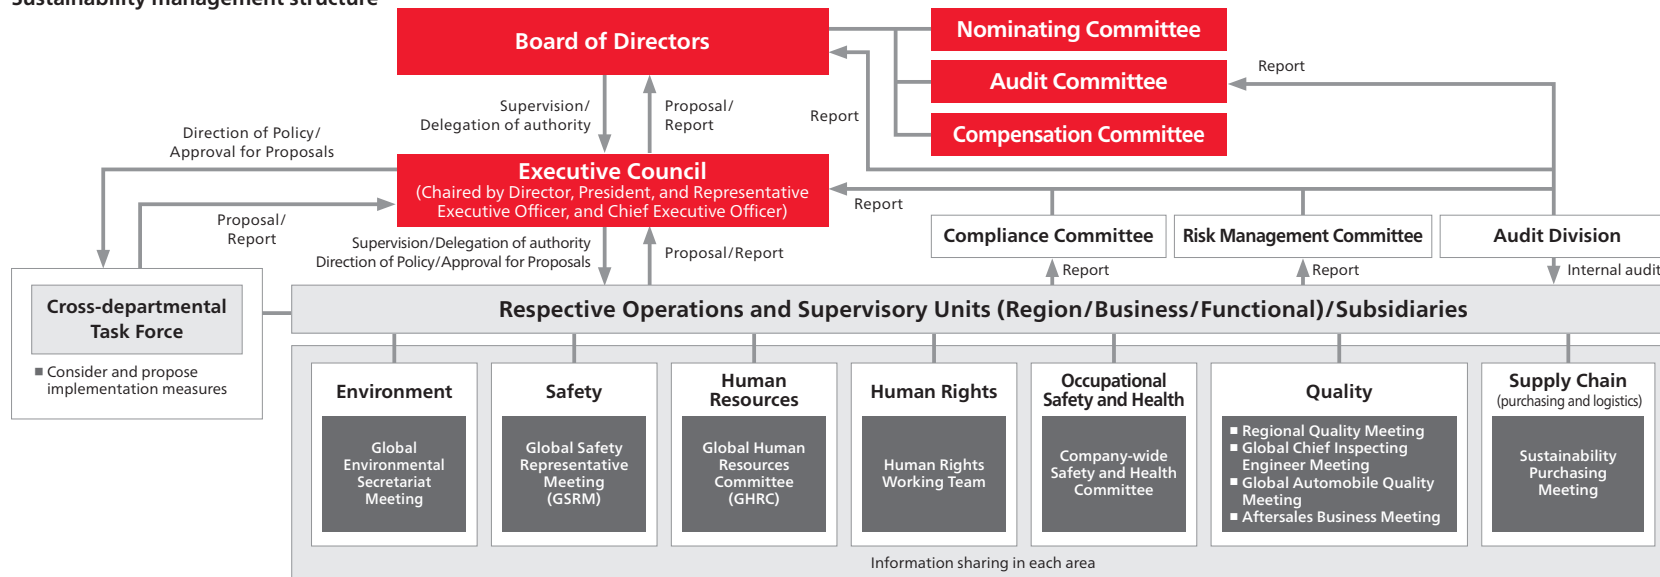 Sustainability management structure
Board of Directors
Nominating Committee
Audit Committee
Compensation Committee
Report
Report
Supervision/
Delegation of authority
Proposal/
Report
Direction of Policy/
Approval for Proposals
Executive Council
(Chaired by Director, President, and Representative
Executive Officer, and Chief Executive Officer)
Proposal/
Report
Report
Supervision/Delegation of authority
Direction of Policy/Approval for Proposals
Proposal/Report
Compliance Committee
Risk Management Committee
Audit Division
Report
Report
Internal audit
Cross-departmental
Task Force
■ Consider and propose
implementation measures
Respective Operations and Supervisory Units (Region/Business/Functional)/Subsidiaries
Environment
Global
Environmental
Secretariat
Meeting
Safety
Global Safety
Representative
Meeting
(GSRM)
Human
Resources
Global Human
Resources
Committee
(GHRC)
Human Rights
Human Rights
Working Team
Occupational
Safety and Health
Company-wide
Safety and Health
Committee
Quality
■ Regional Quality Meeting
■ Global Chief Inspecting
Engineer Meeting
■ Global Automobile Quality
Meeting
■ Aftersales Business Meeting
Supply Chain
(purchasing and logistics)
Sustainability
Purchasing
Meeting
Information sharing in each area